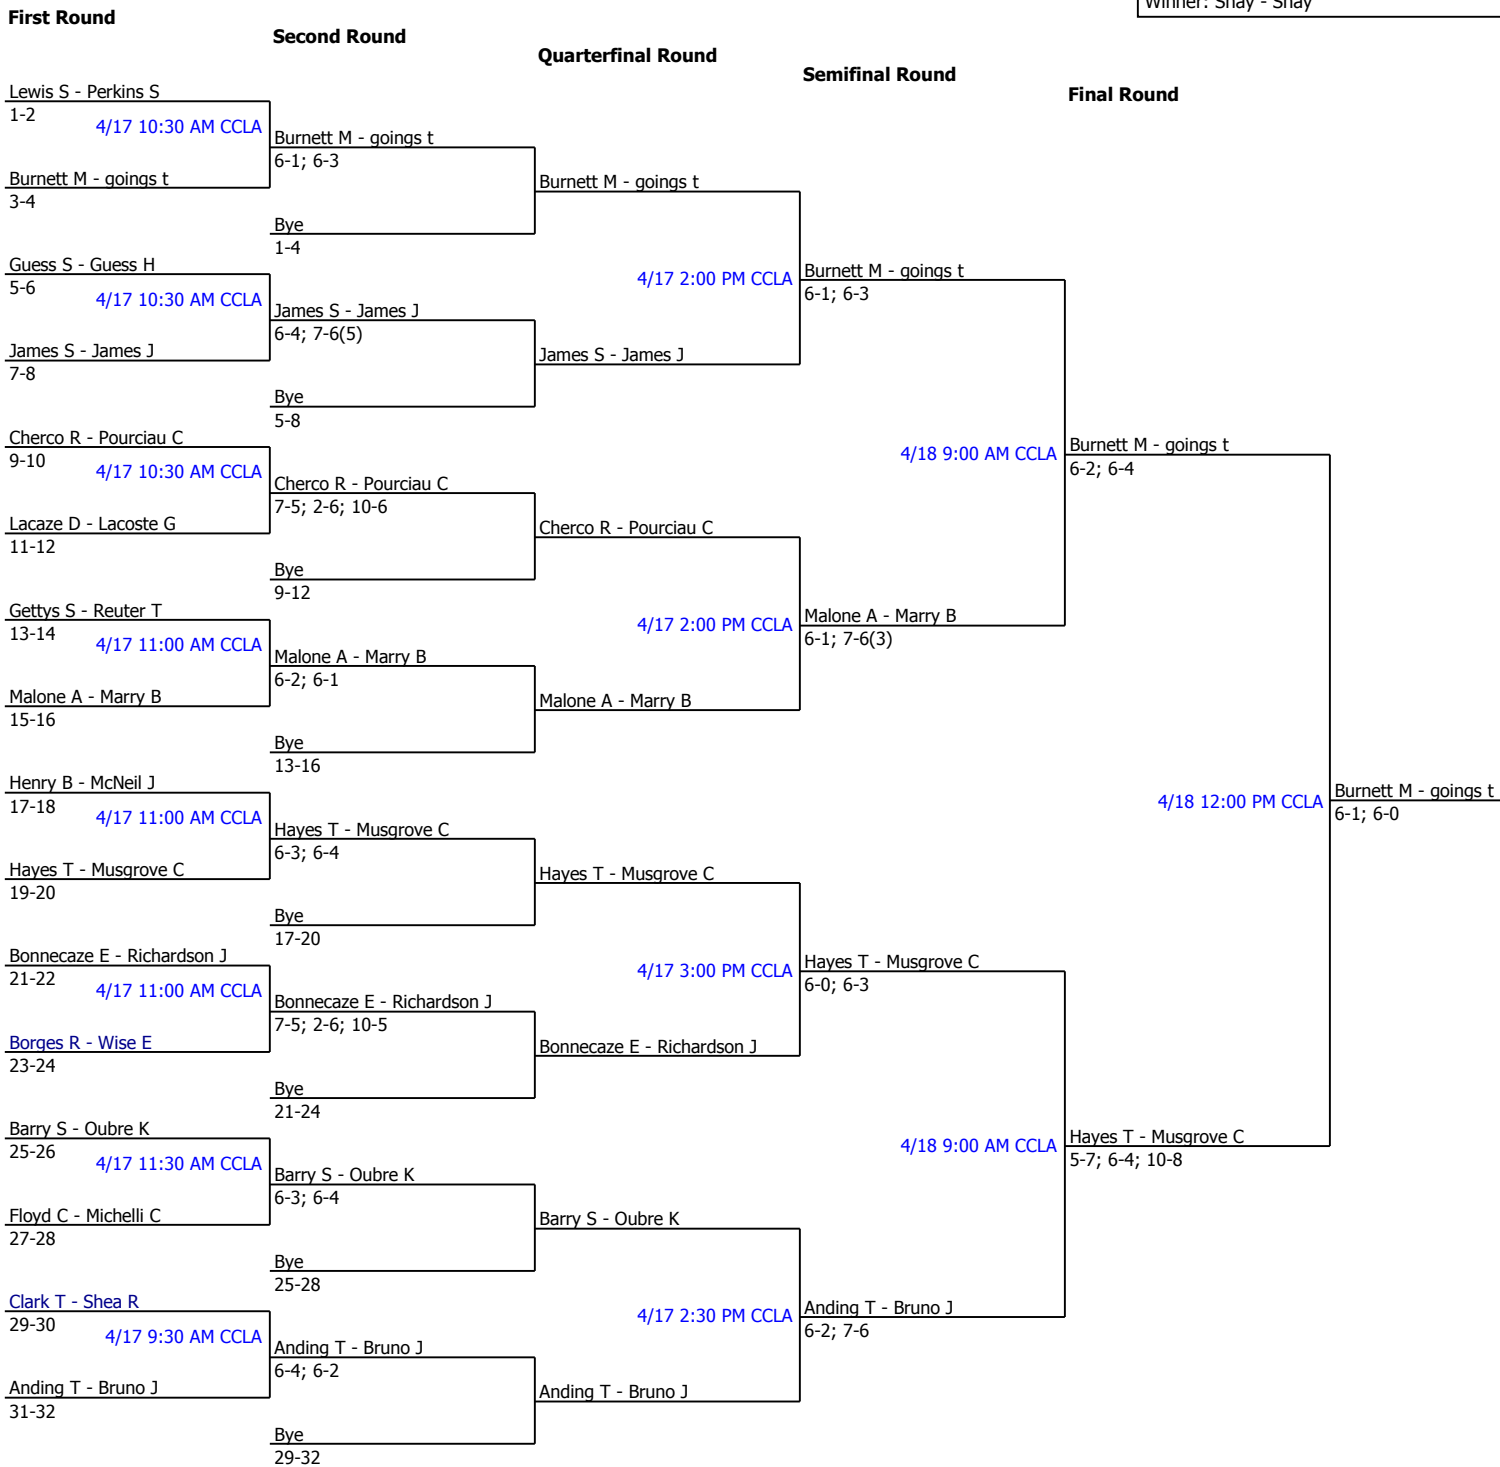 Winner: Shay - Shay
First Round
Second Round
Quarterfinal Round
Semifinal Round
Final Round
Lewis S - Perkins S
1-2
4/17 10:30 AM CCLA
Burnett M - goings t
6-1; 6-3
Burnett M - goings t
3-4
Burnett M - goings t
Bye
1-4
Guess S - Guess H
5-6
4/17 10:30 AM CCLA
4/17 2:00 PM CCLA
Burnett M - goings t
6-1; 6-3
James S - James J
6-4; 7-6(5)
James S - James J
7-8
James S - James J
Bye
5-8
Cherco R - Pourciau C
9-10
4/17 10:30 AM CCLA
4/18 9:00 AM CCLA
Burnett M - goings t
6-2; 6-4
Cherco R - Pourciau C
7-5; 2-6; 10-6
Lacaze D - Lacoste G
11-12
Cherco R - Pourciau C
Bye
9-12
Gettys S - Reuter T
13-14
4/17 11:00 AM CCLA
4/17 2:00 PM CCLA
Malone A - Marry B
6-1; 7-6(3)
Malone A - Marry B
6-2; 6-1
Malone A - Marry B
15-16
Malone A - Marry B
Bye
13-16
Henry B - McNeil J
17-18
4/17 11:00 AM CCLA
4/18 12:00 PM CCLA
Burnett M - goings t
6-1; 6-0
Hayes T - Musgrove C
6-3; 6-4
Hayes T - Musgrove C
19-20
Hayes T - Musgrove C
Bye
17-20
Bonnecaze E - Richardson J
21-22
4/17 11:00 AM CCLA
4/17 3:00 PM CCLA
Hayes T - Musgrove C
6-0; 6-3
Bonnecaze E - Richardson J
7-5; 2-6; 10-5
Borges R - Wise E
23-24
Bonnecaze E - Richardson J
Bye
21-24
Barry S - Oubre K
25-26
4/17 11:30 AM CCLA
4/18 9:00 AM CCLA
Hayes T - Musgrove C
5-7; 6-4; 10-8
Barry S - Oubre K
6-3; 6-4
Floyd C - Michelli C
27-28
Barry S - Oubre K
Bye
25-28
Clark T - Shea R
29-30
4/17 9:30 AM CCLA
4/17 2:30 PM CCLA
Anding T - Bruno J
6-2; 7-6
Anding T - Bruno J
6-4; 6-2
Anding T - Bruno J
31-32
Anding T - Bruno J
Bye
29-32